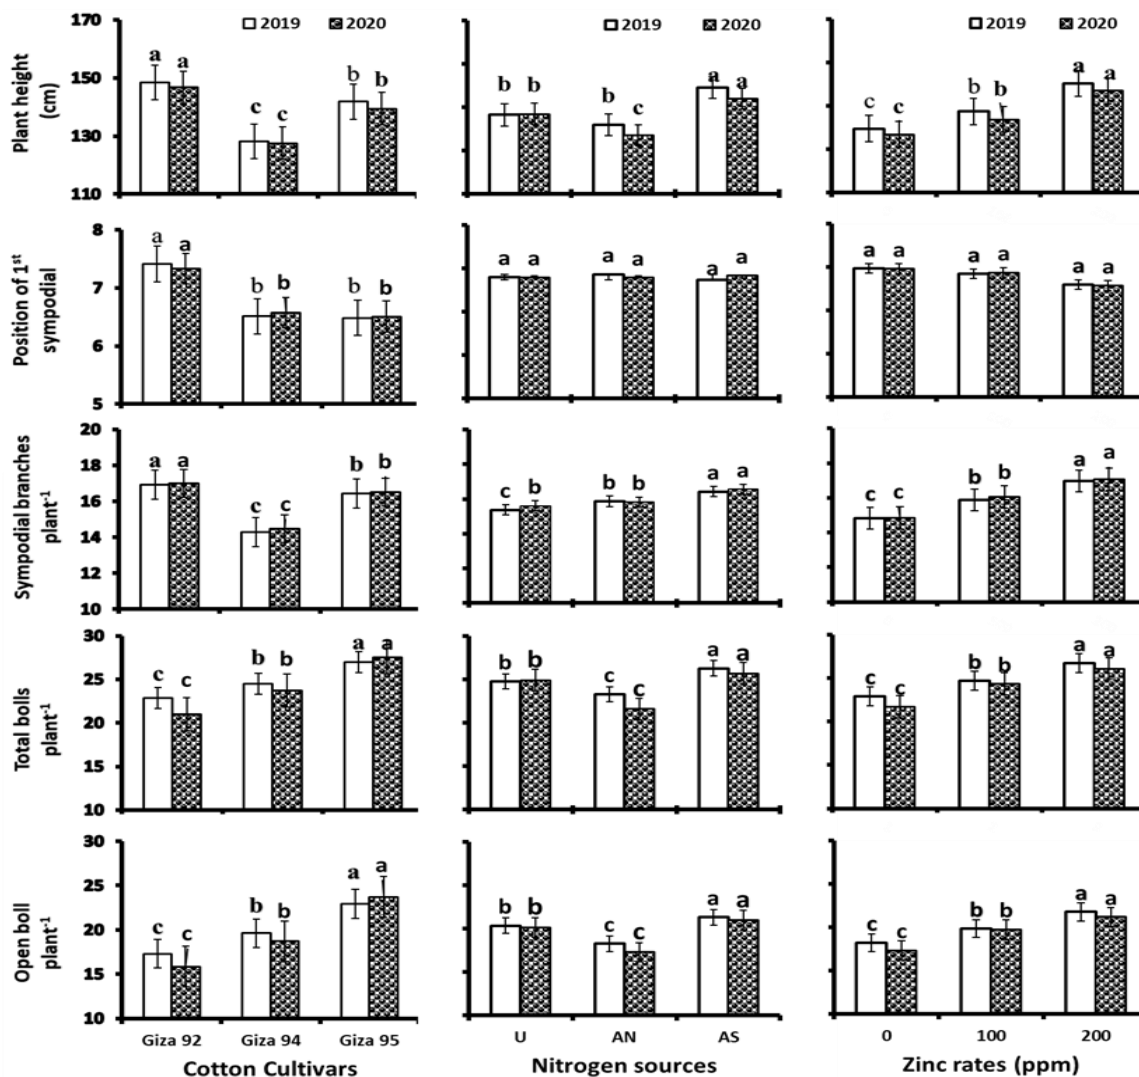 2019 2020
2019 2020
2019 2020
Plant height
(cm)
170
150
130
110
a a c c b b
b b b c a a
c c b b a a
Position of 1st
sympodial
8
7
6
5
a a b b b b
a a a a a a
a a a a a a
Sympodial branches
plant-1
20
18
16
14
12
10
a a c c b b
c b b b a a
c c b b a a
Total bolls
plant-1
30
25
20
15
10
c c b b a a
b b c c a a
c c b b a a
Open boll
plant-1
30
25
20
15
10
c c b b a a
b b c c a a
c c b b a a
Giza 92 Giza 94 Giza 95
Cotton Cultivars
U AN AS
Nitrogen sources
0 100 200
Zinc rates (ppm)